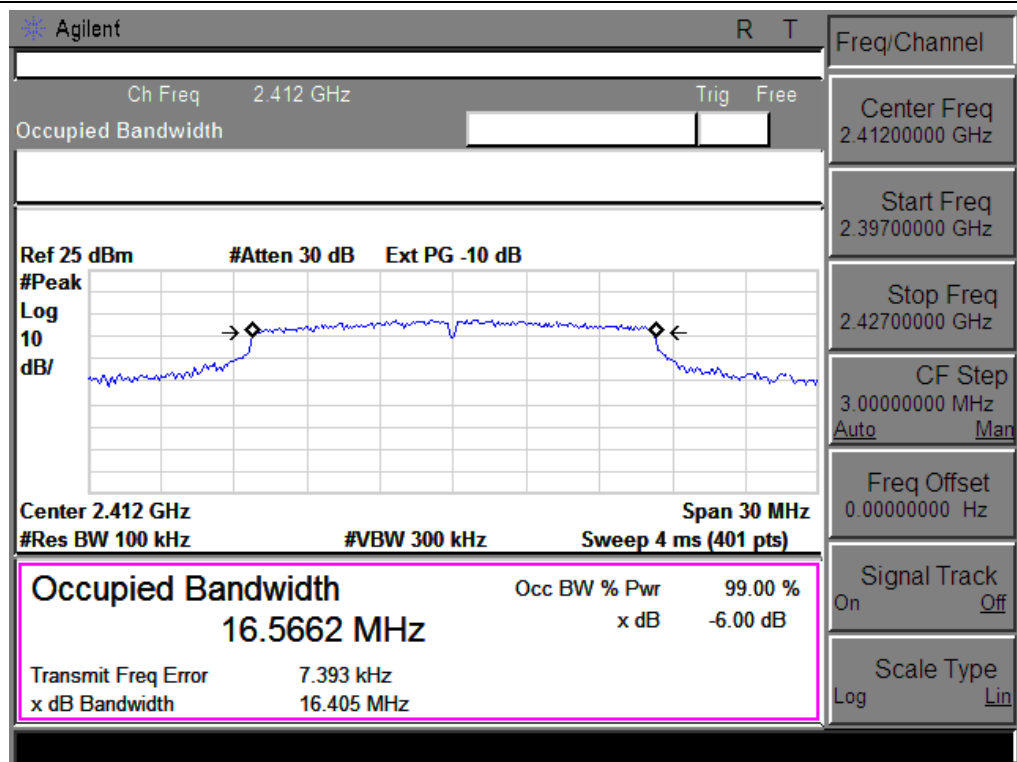 Agilent R T
Ch Freq 2.412 GHz Trig Free
Occupied Bandwidth
Ref 25 dBm #Atten 30 dB Ext PG -10 dB
#Peak
Log
10
dB/
Center 2.412 GHz Span 30 MHz
#Res BW 100 kHz #VBW 300 kHz Sweep 4 ms (401 pts)
Occupied Bandwidth
16.5662 MHz
Occ BW % Pwr 99.00 %
x dB -6.00 dB
Transmit Freq Error 7.393 kHz
x dB Bandwidth 16.405 MHz
Freq/Channel
Center Freq
2.41200000 GHz
Start Freq
2.39700000 GHz
Stop Freq
2.42700000 GHz
CF Step
3.00000000 MHz
Auto Man
Freq Offset
0.00000000 Hz
Signal Track
On Off
Scale Type
Log Lin